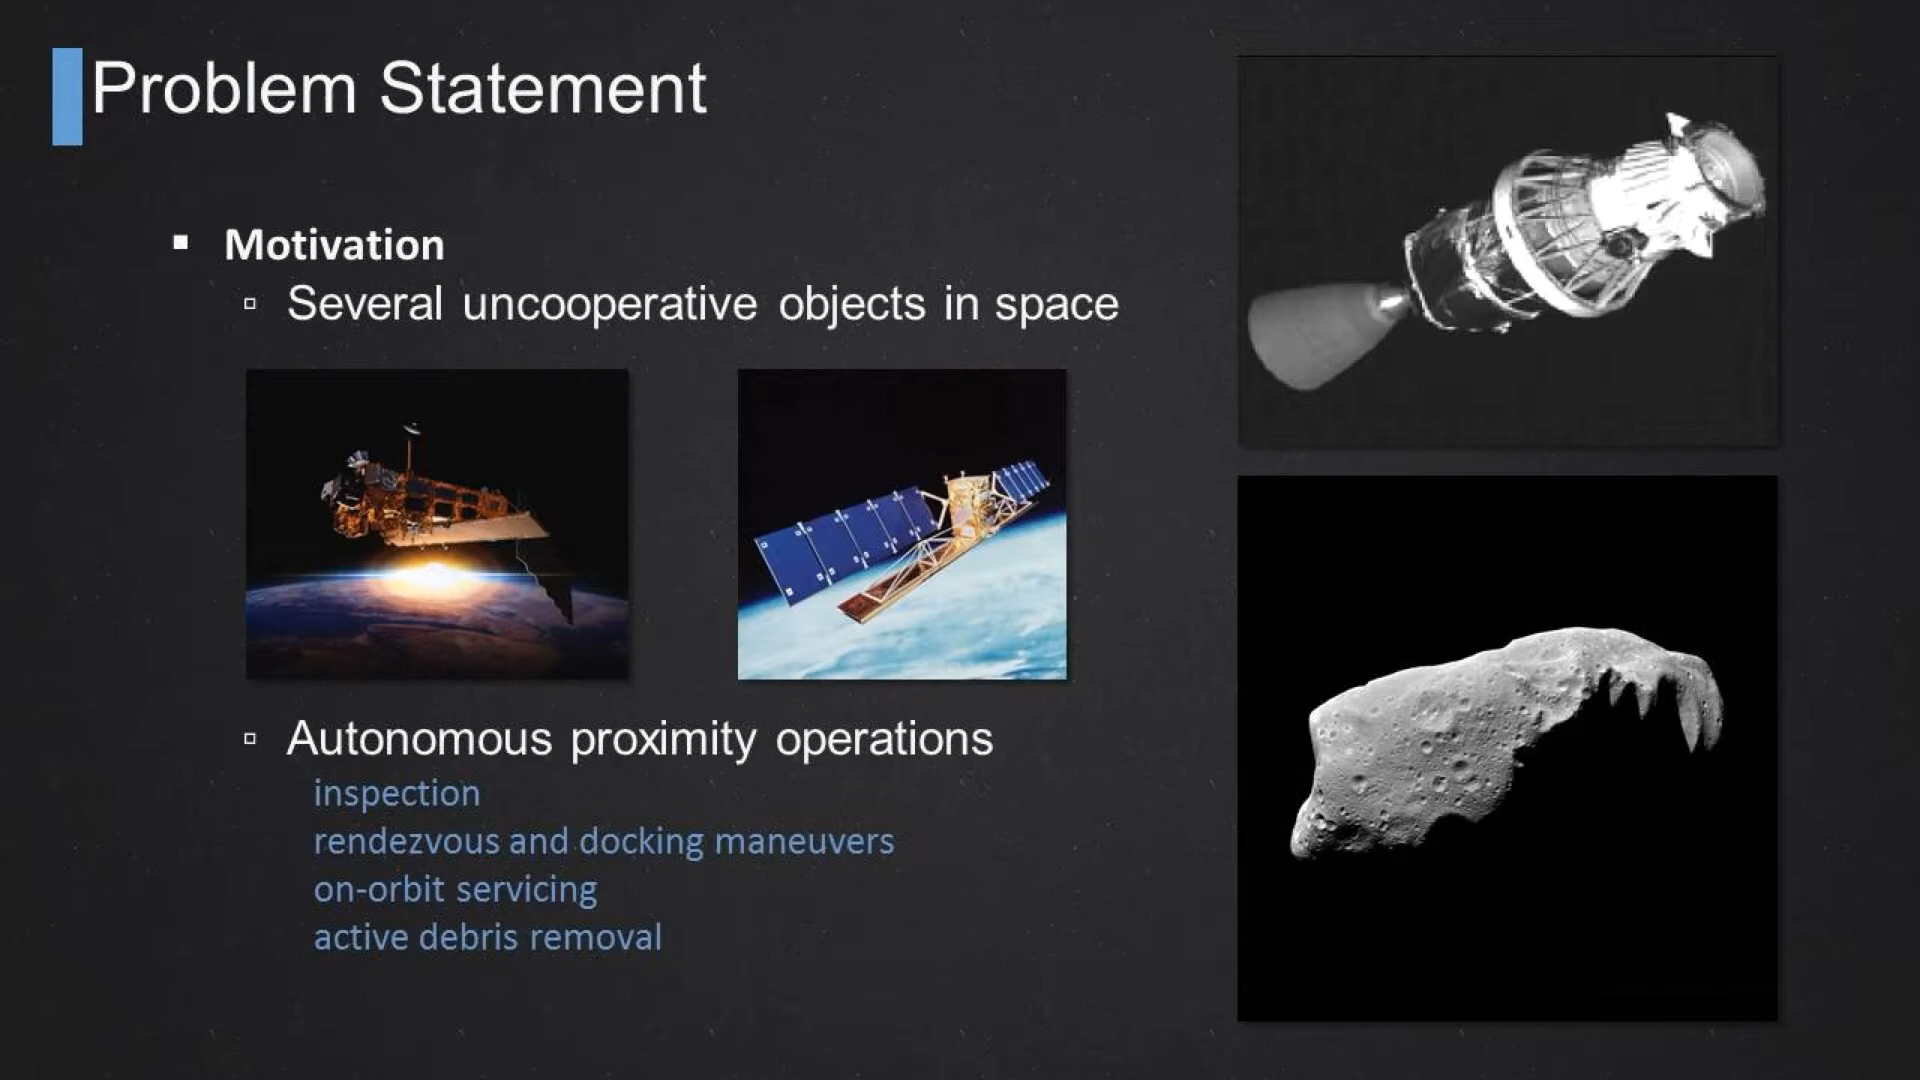 Problem Statement
Motivation
Several uncooperative objects in space
Autonomous proximity operations
inspection
rendezvous and docking maneuvers
on-orbit servicing
active debris removal